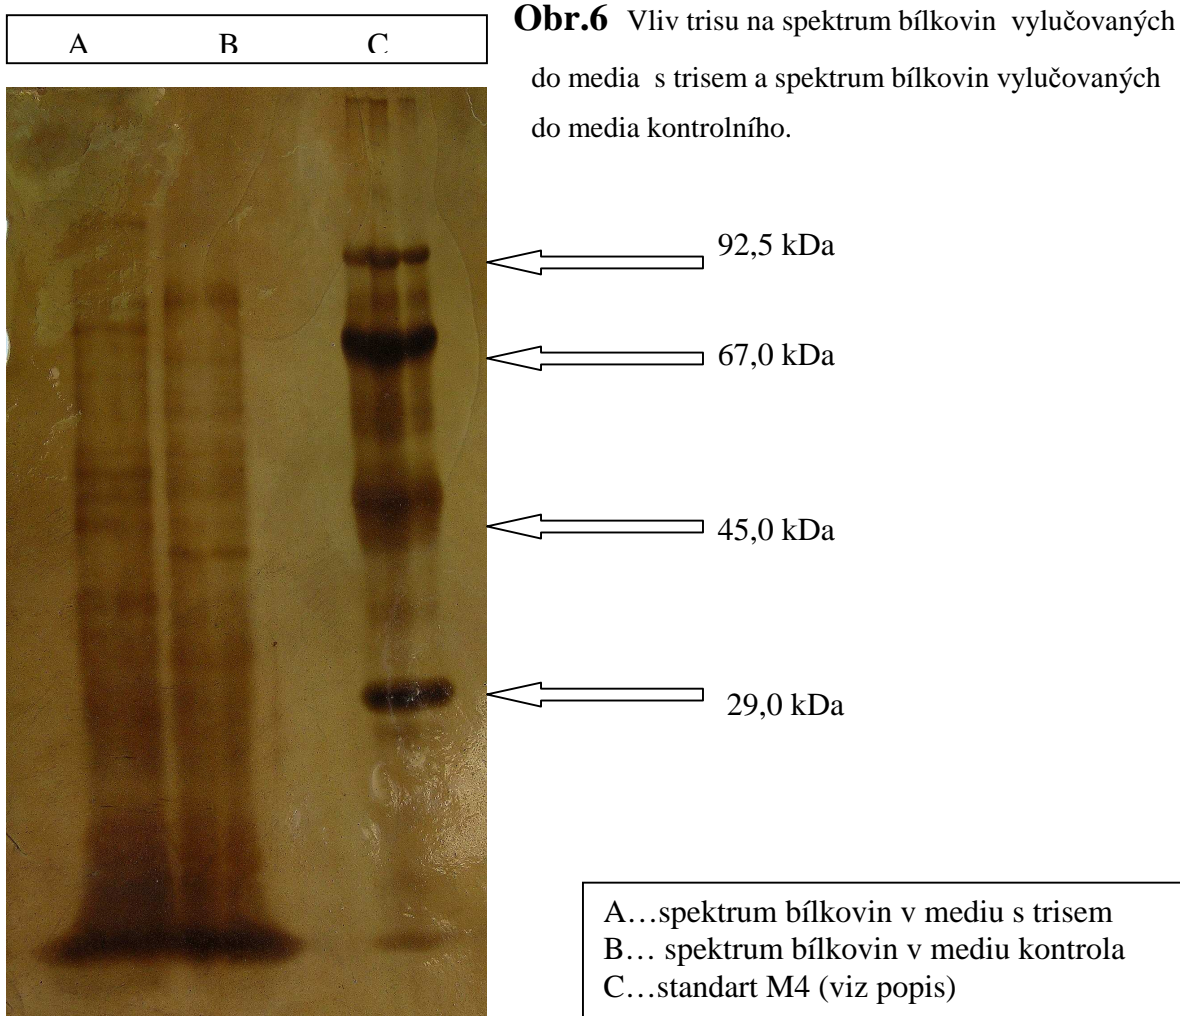 A B C
Obr.6 Vliv trisu na spektrum bílkovin vylučovaných
do media s trisem a spektrum bílkovin vylučovaných
do media kontrolního.
92,5 kDa
67,0 kDa
45,0 kDa
29,0 kDa
A…spektrum bílkovin v mediu s trisem
B… spektrum bílkovin v mediu kontrola
C…standart M4 (viz popis)